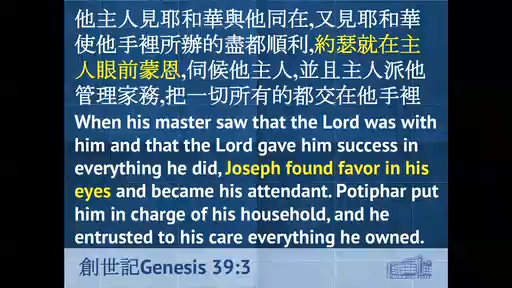 他主人見耶和華與他同在,又見耶和華
使他手裡所辦的盡都順利,約瑟就在主
人眼前蒙恩,伺候他主人,並且主人派他
管理家務,把一切所有的都交在他手裡
When his master saw that the Lord was with
him and that the Lord gave him success in
everything he did, Joseph found favor in his
eyes and became his attendant. Potiphar put
him in charge of his household, and he
entrusted to his care everything he owned.
創世記Genesis 39:3